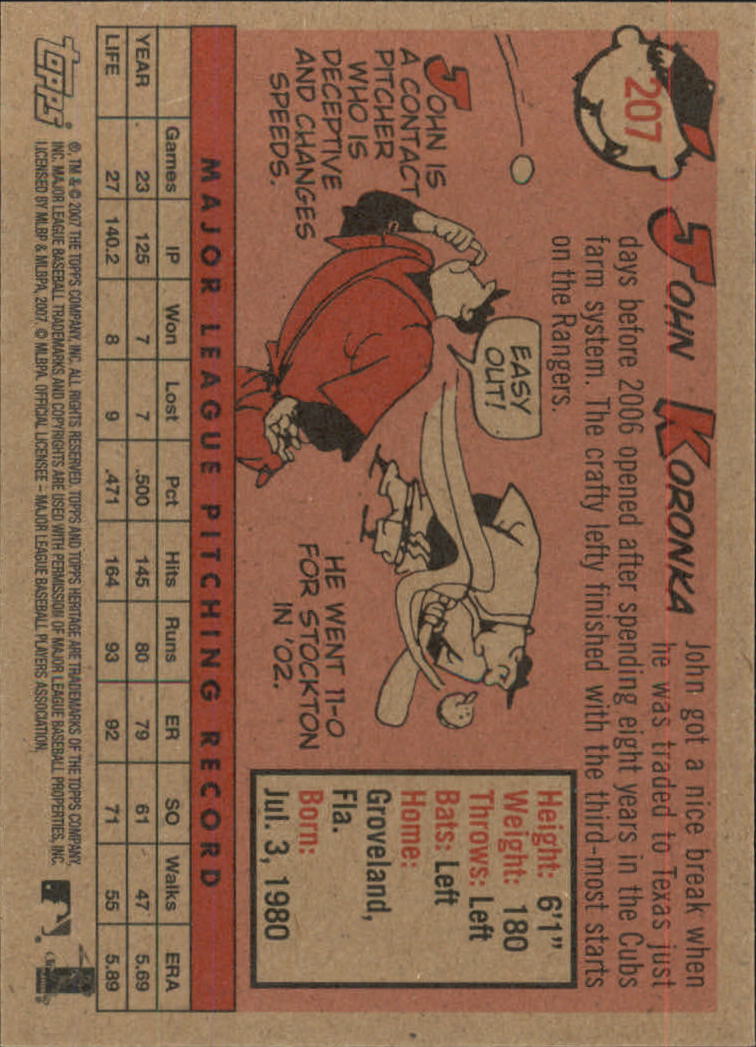 207
JOHN KORONKA
John got a nice break when
he was traded to Texas just
days before 2006 opened after spending eight years in the Cubs
farm system. The crafty lefty finished with the third-most starts
on the Rangers.
JOHN IS
A CONTACT
PITCHER
WHO IS
DECEPTIVE
AND CHANGES
SPEEDS.
EASY
OUT!
HE WENT 11-0
FOR STOCKTON
IN '02.
Height: 6'1"
Weight: 180
Throws: Left
Bats: Left
Home:
Groveland,
Fla.
Born:
Jul. 3, 1980
MAJOR LEAGUE PITCHING RECORD
Games IP Won Lost Pct Hits Runs ER SO Walks ERA
YEAR 23 125 7 7 .500 145 80 79 61 47 5.69
LIFE 27 140.2 8 9 .471 164 93 92 71 55 5.89
Topps
®, TM & © 2007 THE TOPPS COMPANY, INC. ALL RIGHTS RESERVED. TOPPS AND TOPPS HERITAGE ARE TRADEMARKS OF THE TOPPS COMPANY,
INC. MAJOR LEAGUE BASEBALL TRADEMARKS AND COPYRIGHTS ARE USED WITH PERMISSION OF MAJOR LEAGUE BASEBALL PROPERTIES, INC.
LICENSED BY MLBP & MLBPA, 2007. © MLBPA, OFFICIAL LICENSEE – MAJOR LEAGUE BASEBALL PLAYERS ASSOCIATION.